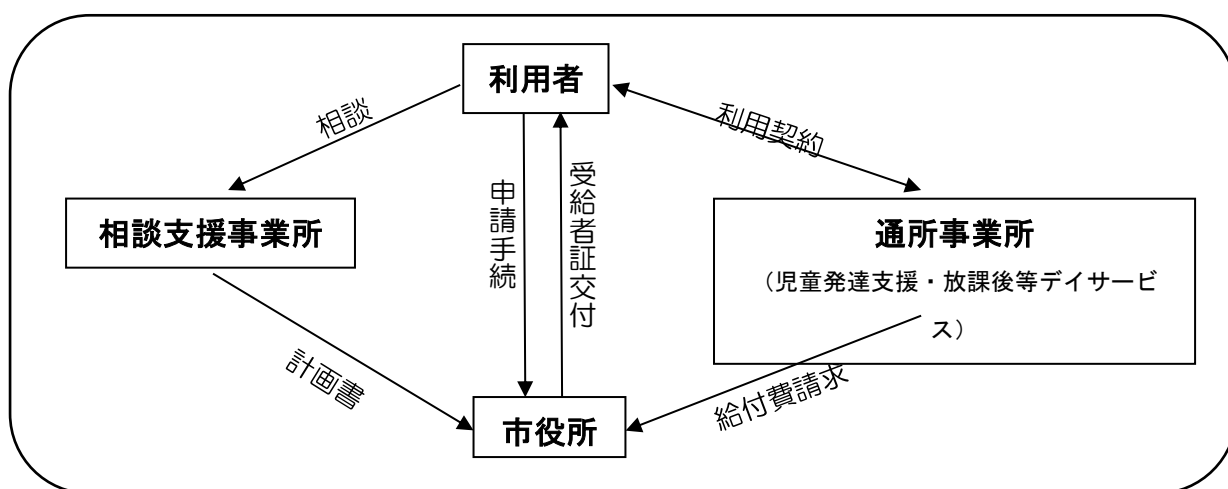 利用者
相談
利用契約
申請手続
受給者証交付
相談支援事業所
通所事業所
（児童発達支援・放課後等デイサービ
ス）
計画書
給付費請求
市役所